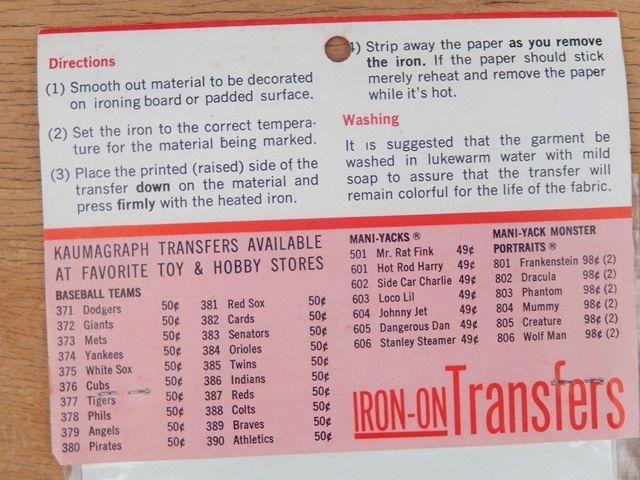 Directions
(1) Smooth out material to be decorated
on ironing board or padded surface.
(2) Set the iron to the correct tempera-
ture for the material being marked.
(3) Place the printed (raised) side of the
transfer down on the material and
press firmly with the heated iron.
4) Strip away the paper as you remove
the iron. If the paper should stick
merely reheat and remove the paper
while it's hot.
Washing
It is suggested that the garment be
washed in lukewarm water with mild
soap to assure that the transfer will
remain colorful for the life of the fabric.
KAUMAGRAPH TRANSFERS AVAILABLE
AT FAVORITE TOY & HOBBY STORES
BASEBALL TEAMS
371 Dodgers 50¢
372 Giants 50¢
373 Mets 50¢
374 Yankees 50¢
375 White Sox 50¢
376 Cubs 50¢
377 Tigers 50¢
378 Phils 50¢
379 Angels 50¢
380 Pirates 50¢
381 Red Sox 50¢
382 Cards 50¢
383 Senators 50¢
384 Orioles 50¢
385 Twins 50¢
386 Indians 50¢
387 Reds 50¢
388 Colts 50¢
389 Braves 50¢
390 Athletics 50¢
MANI-YACKS ®
501 Mr. Rat Fink 49¢
601 Hot Rod Harry 49¢
602 Side Car Charlie 49¢
603 Loco Lil 49¢
604 Johnny Jet 49¢
605 Dangerous Dan 49¢
606 Stanley Steamer 49¢
MANI-YACK MONSTER
PORTRAITS ®
801 Frankenstein 98¢ (2)
802 Dracula 98¢ (2)
803 Phantom 98¢ (2)
804 Mummy 98¢ (2)
805 Creature 98¢ (2)
806 Wolf Man 98¢ (2)
IRON-ON Transfers